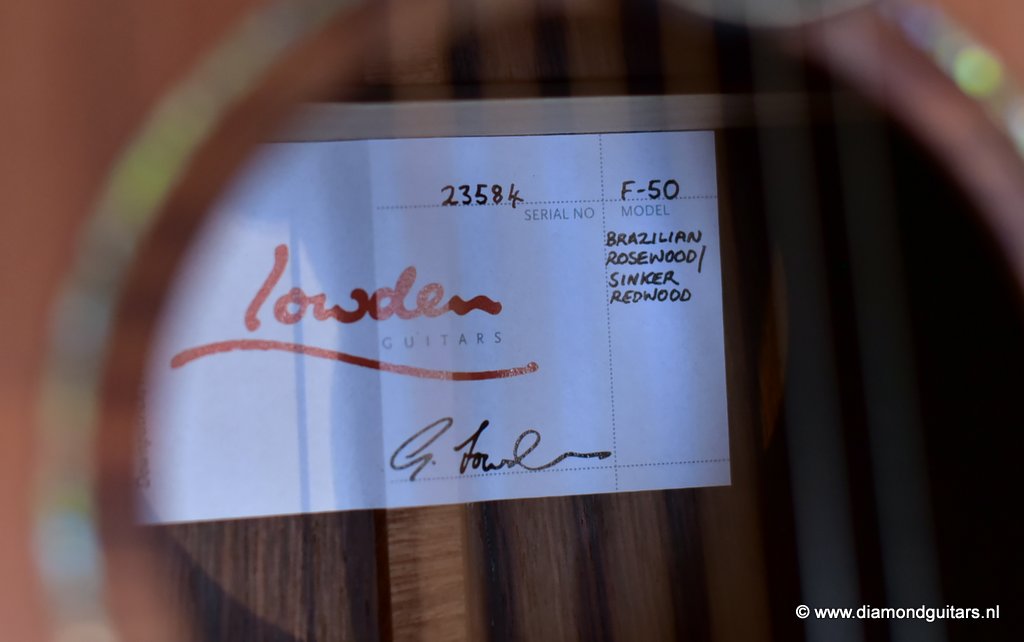 23584
SERIAL NO
F-50
MODEL
BRAZILIAN
ROSEWOOD/
SINKER
REDWOOD
lowden
GUITARS
G. Lowden
© www.diamondguitars.nl